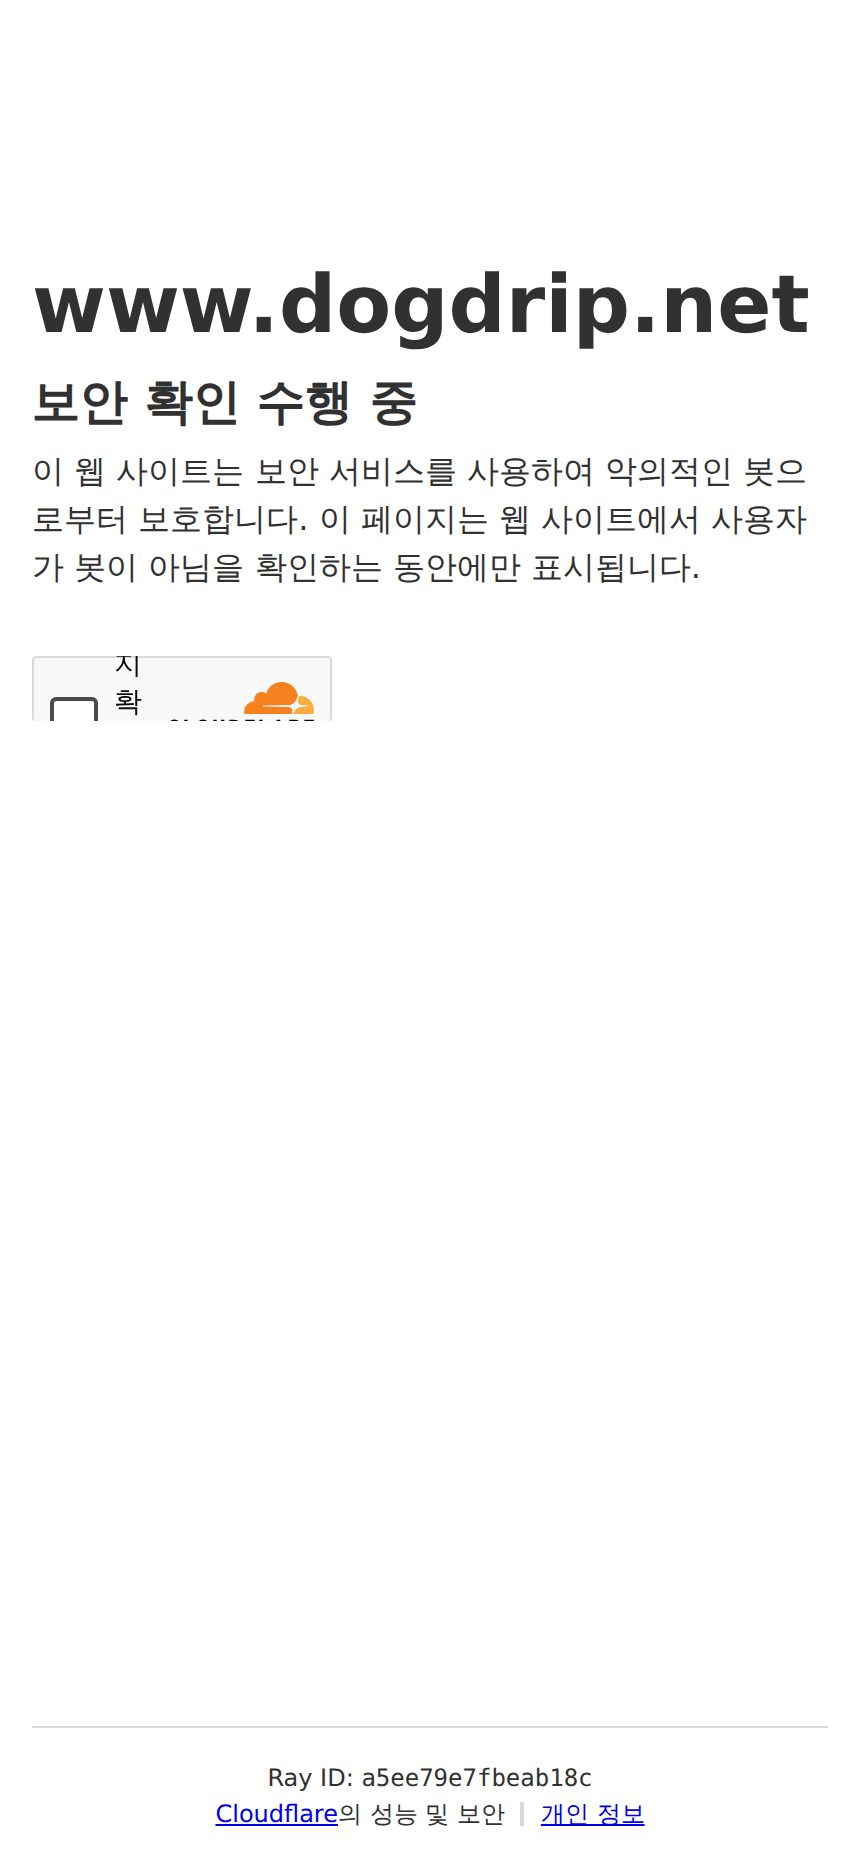 www.dogdrip.net
보안 확인 수행 중
이 웹 사이트는 보안 서비스를 사용하여 악의적인 봇으
로부터 보호합니다. 이 페이지는 웹 사이트에서 사용자
가 봇이 아님을 확인하는 동안에만 표시됩니다.
지
확
Ray ID: a5ee79e7fbeab18c
Cloudflare의 성능 및 보안 | 개인 정보